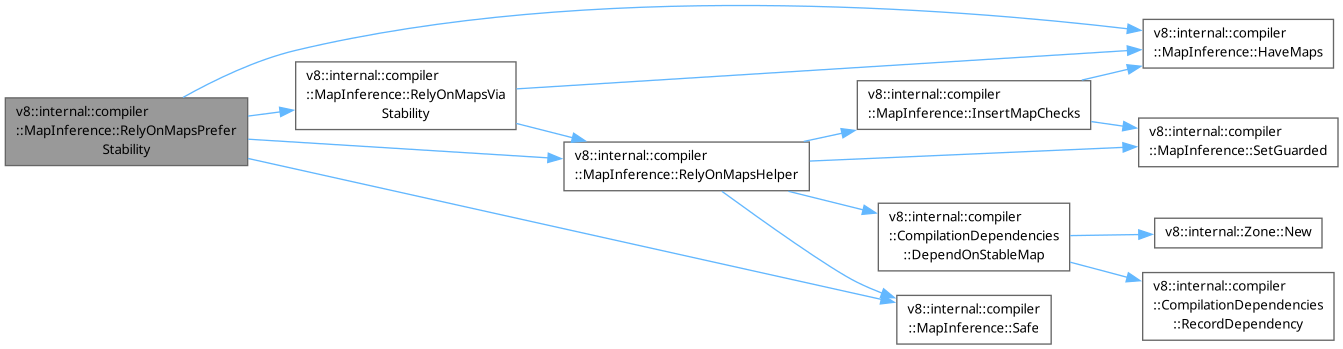 v8::internal::compiler
::MapInference::RelyOnMapsPrefer
Stability
v8::internal::compiler
::MapInference::RelyOnMapsVia
Stability
v8::internal::compiler
::MapInference::RelyOnMapsHelper
v8::internal::compiler
::MapInference::InsertMapChecks
v8::internal::compiler
::CompilationDependencies
::DependOnStableMap
v8::internal::compiler
::MapInference::Safe
v8::internal::compiler
::MapInference::HaveMaps
v8::internal::compiler
::MapInference::SetGuarded
v8::internal::Zone::New
v8::internal::compiler
::CompilationDependencies
::RecordDependency